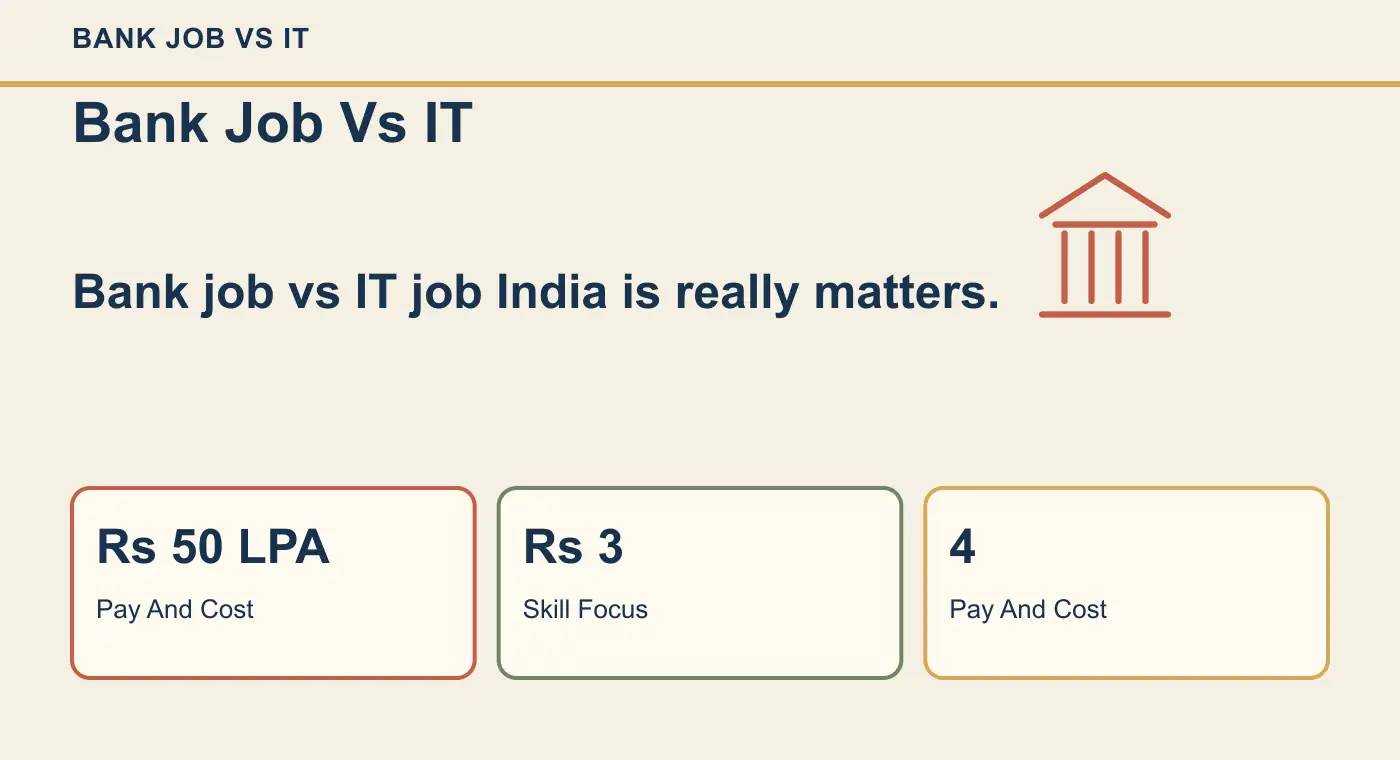 BANK JOB VS IT
Bank Job Vs IT
Bank job vs IT job India is really matters.
Rs 50 LPA
Pay And Cost
Rs 3
Skill Focus
4
Pay And Cost